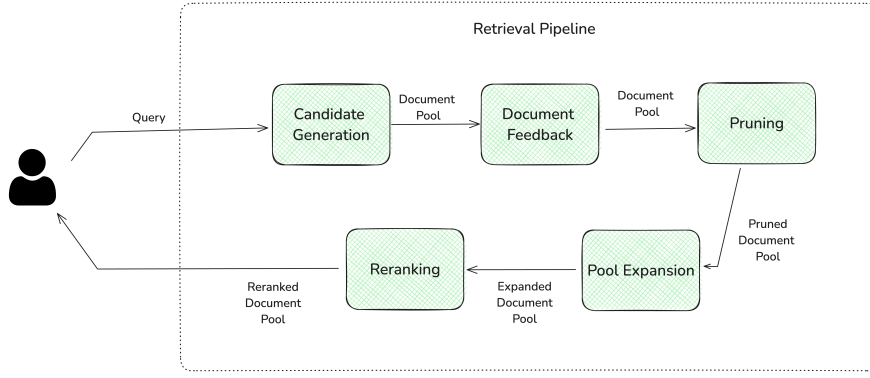 Retrieval Pipeline
Query
Candidate
Generation
Document
Pool
Document
Feedback
Document
Pool
Pruning
Pruned
Document
Pool
Pool Expansion
Expanded
Document
Pool
Reranking
Reranked
Document
Pool